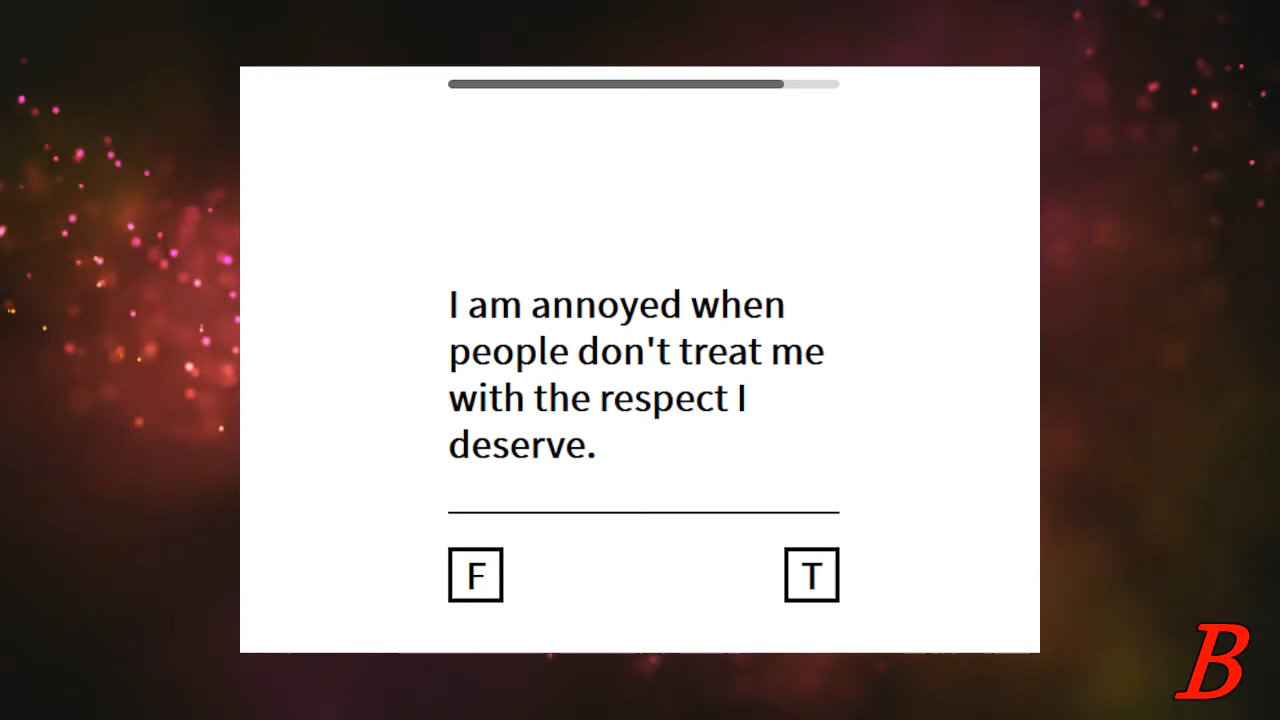 I am annoyed when
people don't treat me
with the respect I
deserve.
F
T
B